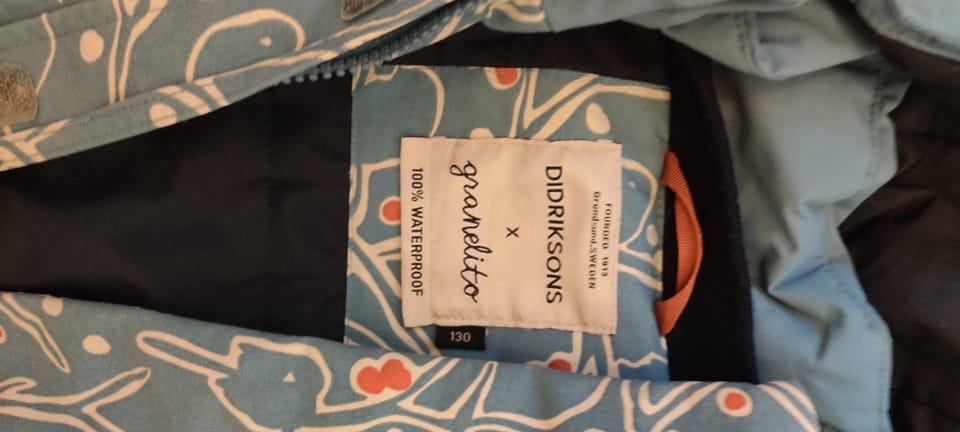 FOUNDED 1913
Grundsund, SWEDEN
DIDRIKSONS
X
granelito
100% WATERPROOF
130